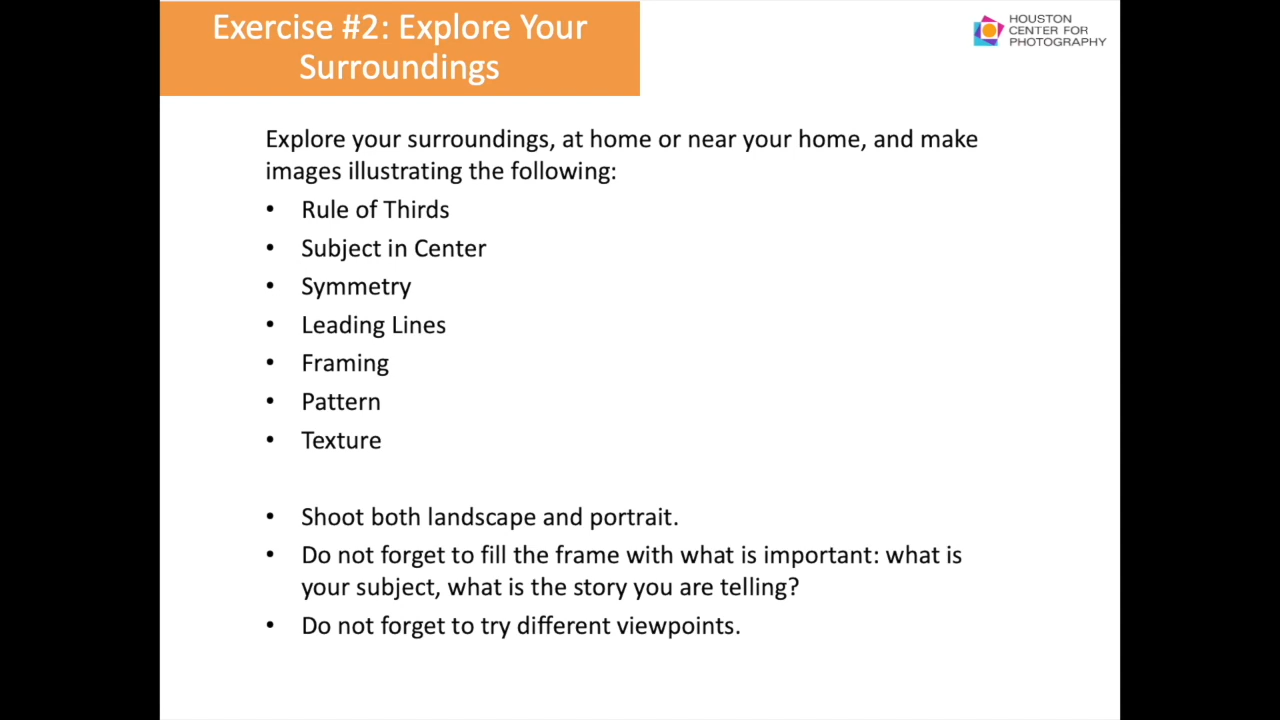 Exercise #2: Explore Your
Surroundings
HOUSTON
CENTER FOR
PHOTOGRAPHY
Explore your surroundings, at home or near your home, and make
images illustrating the following:
• Rule of Thirds
• Subject in Center
• Symmetry
• Leading Lines
• Framing
• Pattern
• Texture
• Shoot both landscape and portrait.
• Do not forget to fill the frame with what is important: what is
your subject, what is the story you are telling?
• Do not forget to try different viewpoints.